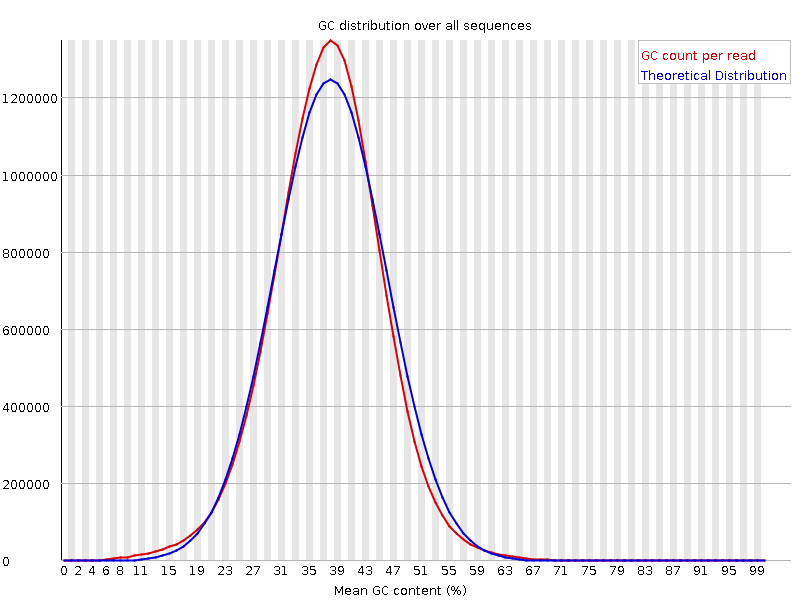 GC distribution over all sequences
GC count per read
Theoretical Distribution
1200000
1000000
800000
600000
400000
200000
0
0 2 4 6 8 11 15 19 23 27 31 35 39 43 47 51 55 59 63 67 71 75 79 83 87 91 95 99
Mean GC content (%)